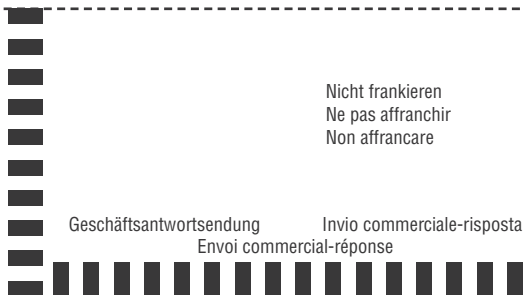 Nicht frankieren
Ne pas affranchir
Non affrancare
Geschäftsantwortsendung Invio commerciale-risposta
Envoi commercial-réponse